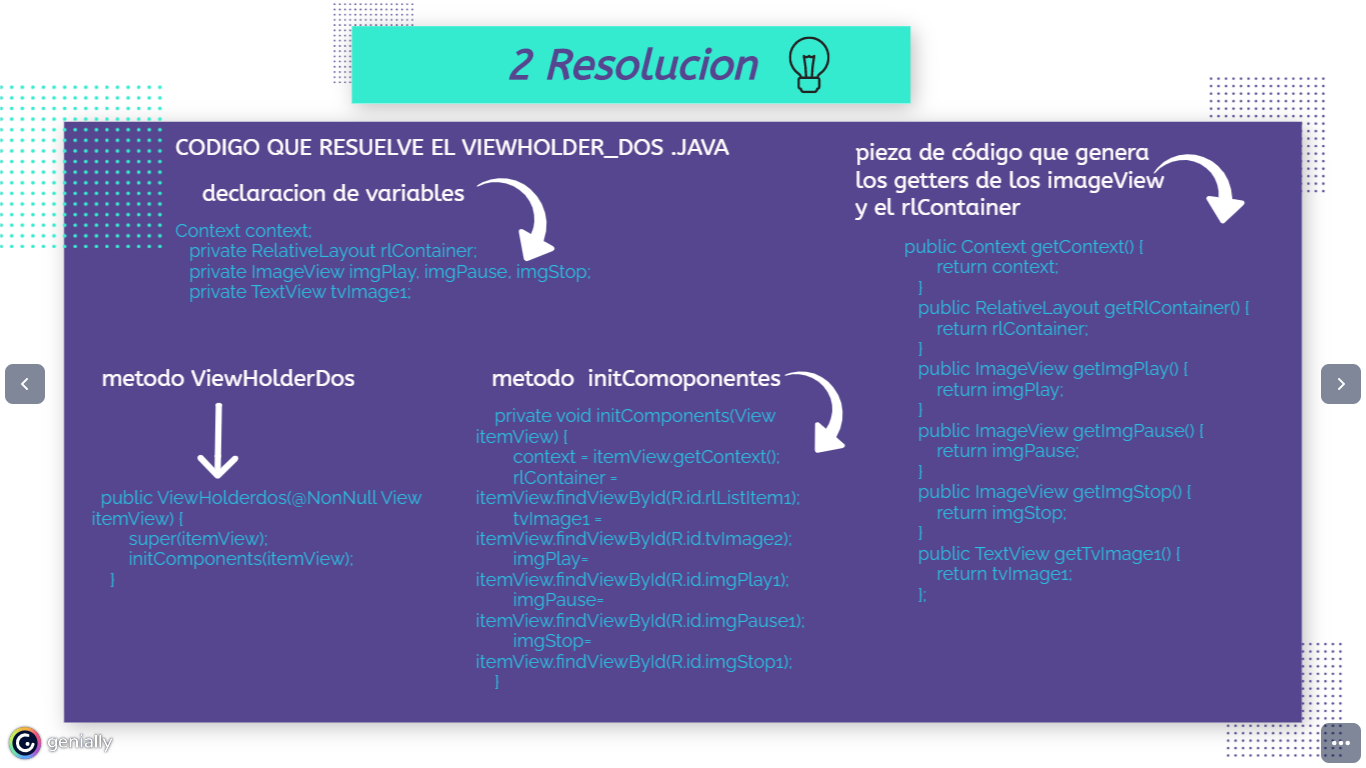 2 Resolucion
CODIGO QUE RESUELVE EL VIEWHOLDER_DOS .JAVA
declaracion de variables
Context context;
private RelativeLayout rlContainer;
private ImageView imgPlay, imgPause, imgStop;
private TextView tvImage1;
metodo ViewHolderDos
public ViewHolderdos(@NonNull View
itemView) {
super(itemView);
initComponents(itemView);
}
metodo  initComoponentes
private void initComponents(View
itemView) {
context = itemView.getContext();
rlContainer =
itemView.findViewById(R.id.rlListItem1);
tvImage1 =
itemView.findViewById(R.id.tvImage2);
imgPlay=
itemView.findViewById(R.id.imgPlay1);
imgPause=
itemView.findViewById(R.id.imgPause1);
imgStop=
itemView.findViewById(R.id.imgStop1);
}
pieza de código que genera
los getters de los imageView
y el rlContainer
public Context getContext() {
return context;
}
public RelativeLayout getRlContainer() {
return rlContainer;
}
public ImageView getImgPlay() {
return imgPlay;
}
public ImageView getImgPause() {
return imgPause;
}
public ImageView getImgStop() {
return imgStop;
}
public TextView getTvImage1() {
return tvImage1;
};
genially